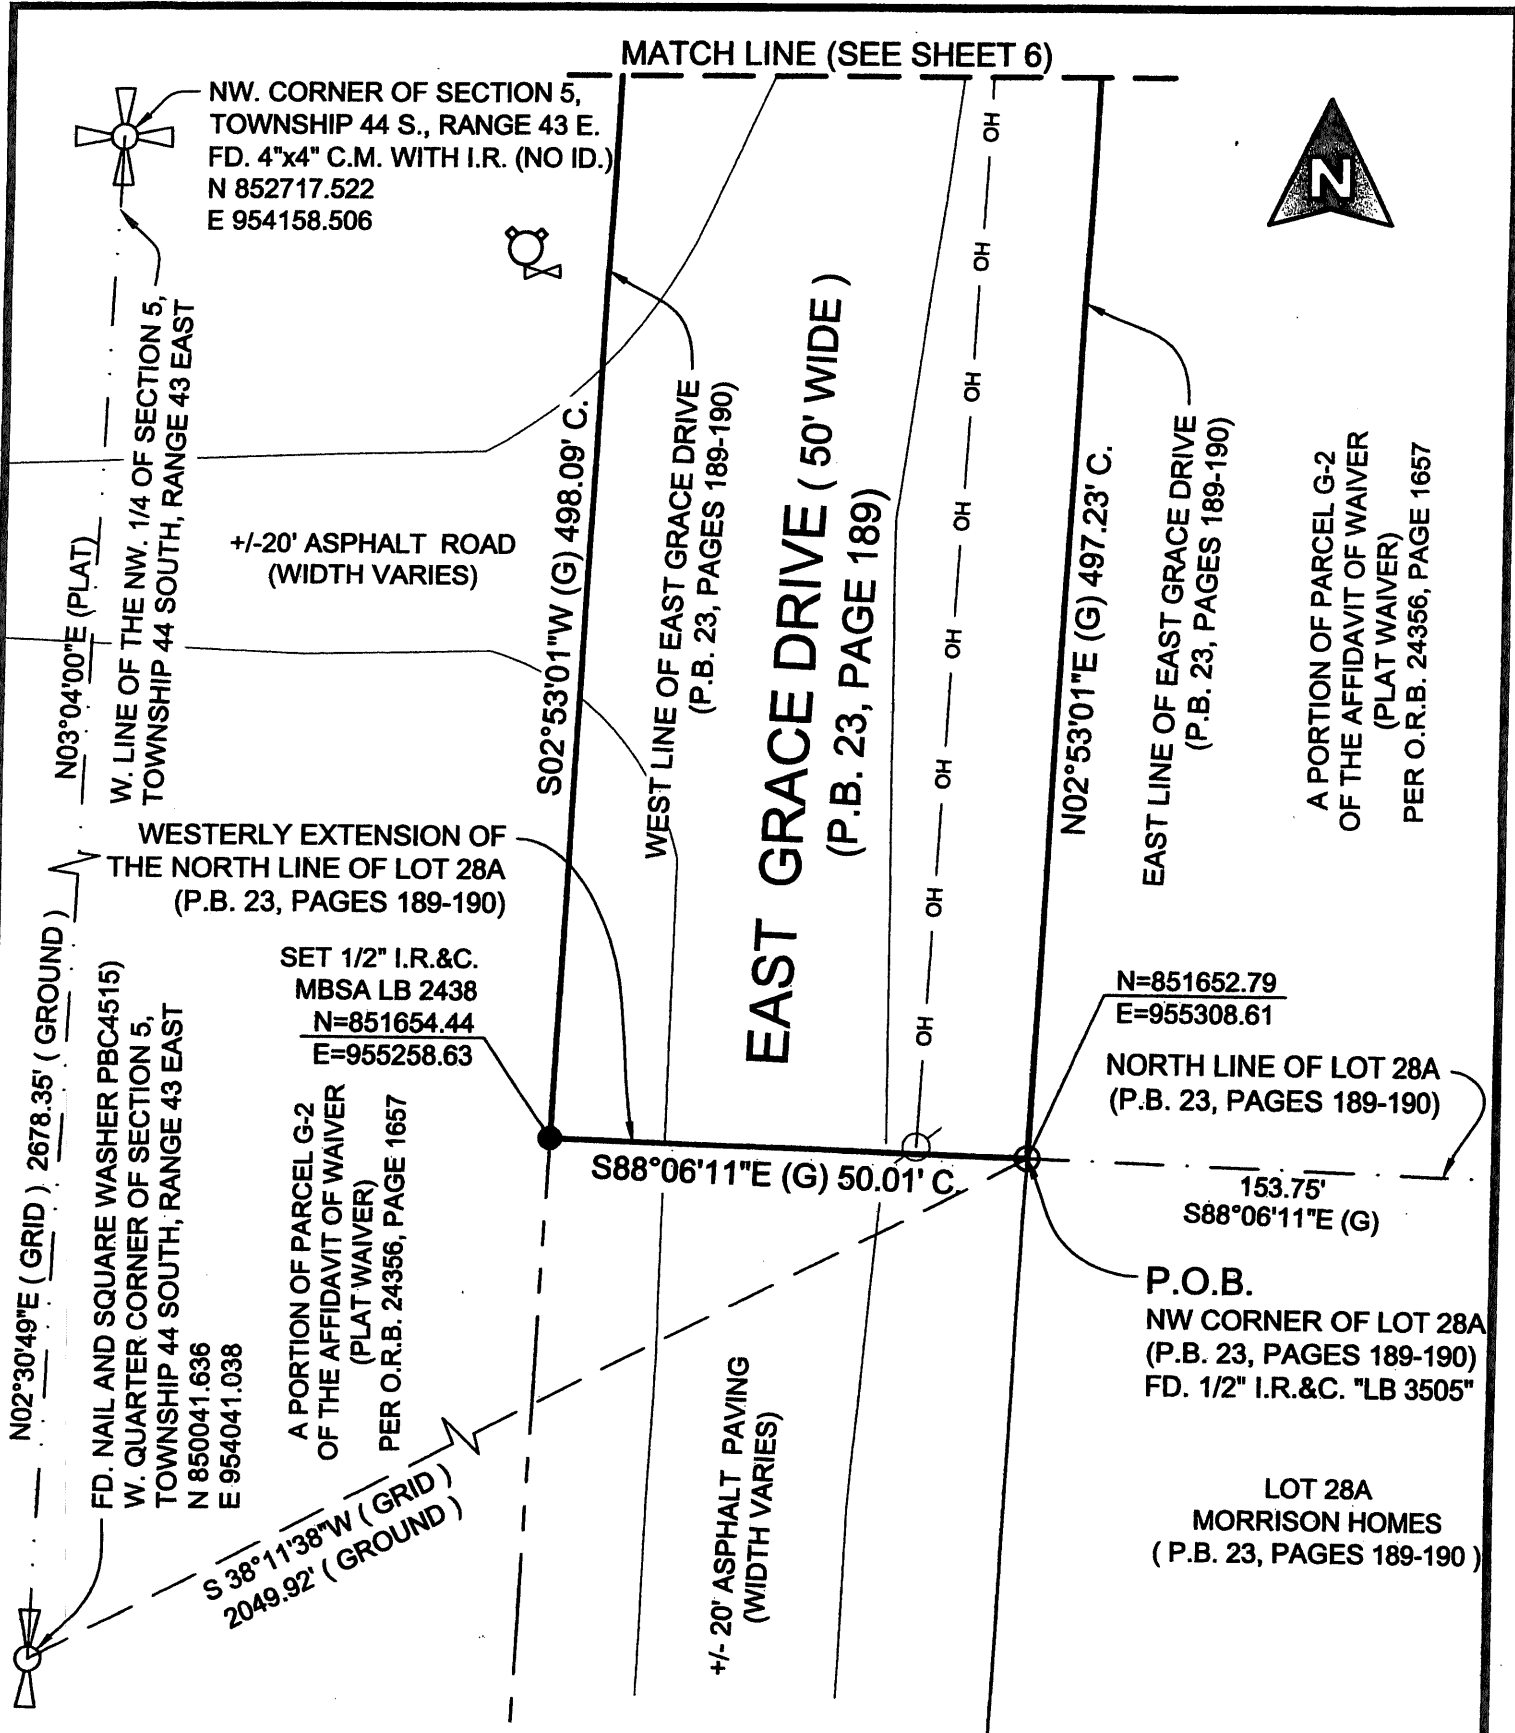 MATCH LINE (SEE SHEET 6)
NW. CORNER OF SECTION 5,
TOWNSHIP 44 S., RANGE 43 E.
FD. 4"x4" C.M. WITH I.R. (NO ID.)
N 852717.522
E 954158.506
N
W. LINE OF THE NW. 1/4 OF SECTION 5,
TOWNSHIP 44 SOUTH, RANGE 43 EAST
N03°04'00"E (PLAT)
+/-20' ASPHALT ROAD
(WIDTH VARIES)
S02°53'01"W (G) 498.09' C.
WEST LINE OF EAST GRACE DRIVE
(P.B. 23, PAGES 189-190)
EAST GRACE DRIVE ( 50' WIDE )
(P.B. 23, PAGE 189)
OH
OH
OH
OH
OH
OH
OH
OH
N02°53'01"E (G) 497.23' C.
EAST LINE OF EAST GRACE DRIVE
(P.B. 23, PAGES 189-190)
A PORTION OF PARCEL G-2
OF THE AFFIDAVIT OF WAIVER
(PLAT WAIVER)
PER O.R.B. 24356, PAGE 1657
WESTERLY EXTENSION OF
THE NORTH LINE OF LOT 28A
(P.B. 23, PAGES 189-190)
SET 1/2" I.R.&C.
MBSA LB 2438
N=851654.44
E=955258.63
N=851652.79
E=955308.61
NORTH LINE OF LOT 28A
(P.B. 23, PAGES 189-190)
N02°30'49"E ( GRID ) 2678.35' ( GROUND )
FD. NAIL AND SQUARE WASHER PBC4515)
W. QUARTER CORNER OF SECTION 5,
TOWNSHIP 44 SOUTH, RANGE 43 EAST
N 850041.636
E 954041.038
A PORTION OF PARCEL G-2
OF THE AFFIDAVIT OF WAIVER
(PLAT WAIVER)
PER O.R.B. 24356, PAGE 1657
S88°06'11"E (G) 50.01' C.
153.75'
S88°06'11"E (G)
P.O.B.
NW CORNER OF LOT 28A
(P.B. 23, PAGES 189-190)
FD. 1/2" I.R.&C. "LB 3505"
S 38°11'38"W ( GRID )
2049.92' ( GROUND )
+/- 20' ASPHALT PAVING
(WIDTH VARIES)
LOT 28A
MORRISON HOMES
( P.B. 23, PAGES 189-190 )